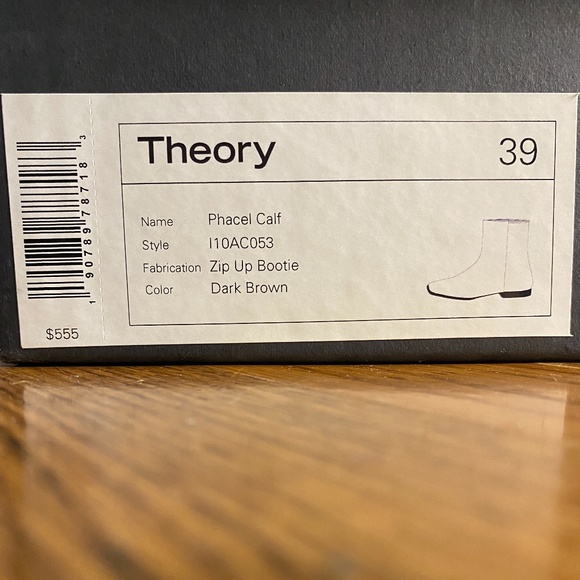 Theory 39
Name Phacel Calf
Style I10AC053
Fabrication Zip Up Bootie
Color Dark Brown
1 90789 78718 3
$555